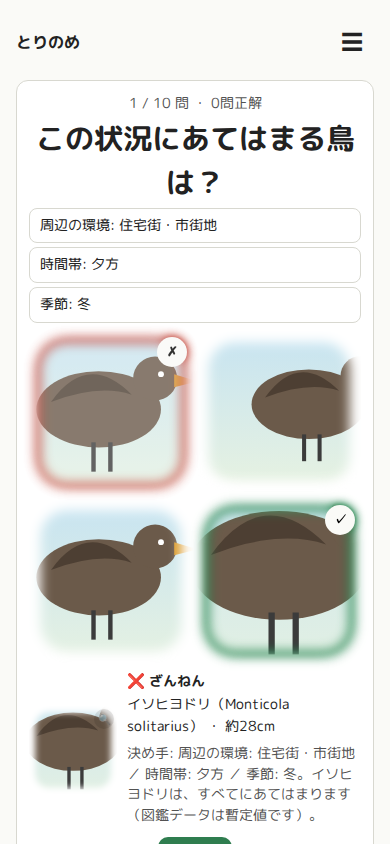 とりのめ
☰
1 / 10 問 ・ 0問正解
この状況にあてはまる鳥
は？
周辺の環境: 住宅街・市街地
時間帯: 夕方
季節: 冬
✗
✓
❌ ざんねん
イソヒヨドリ（Monticola
solitarius） ・ 約28cm
決め手: 周辺の環境: 住宅街・市街地
／ 時間帯: 夕方 ／ 季節: 冬。イソヒ
ヨドリは、すべてにあてはまります
（図鑑データは暫定値です）。